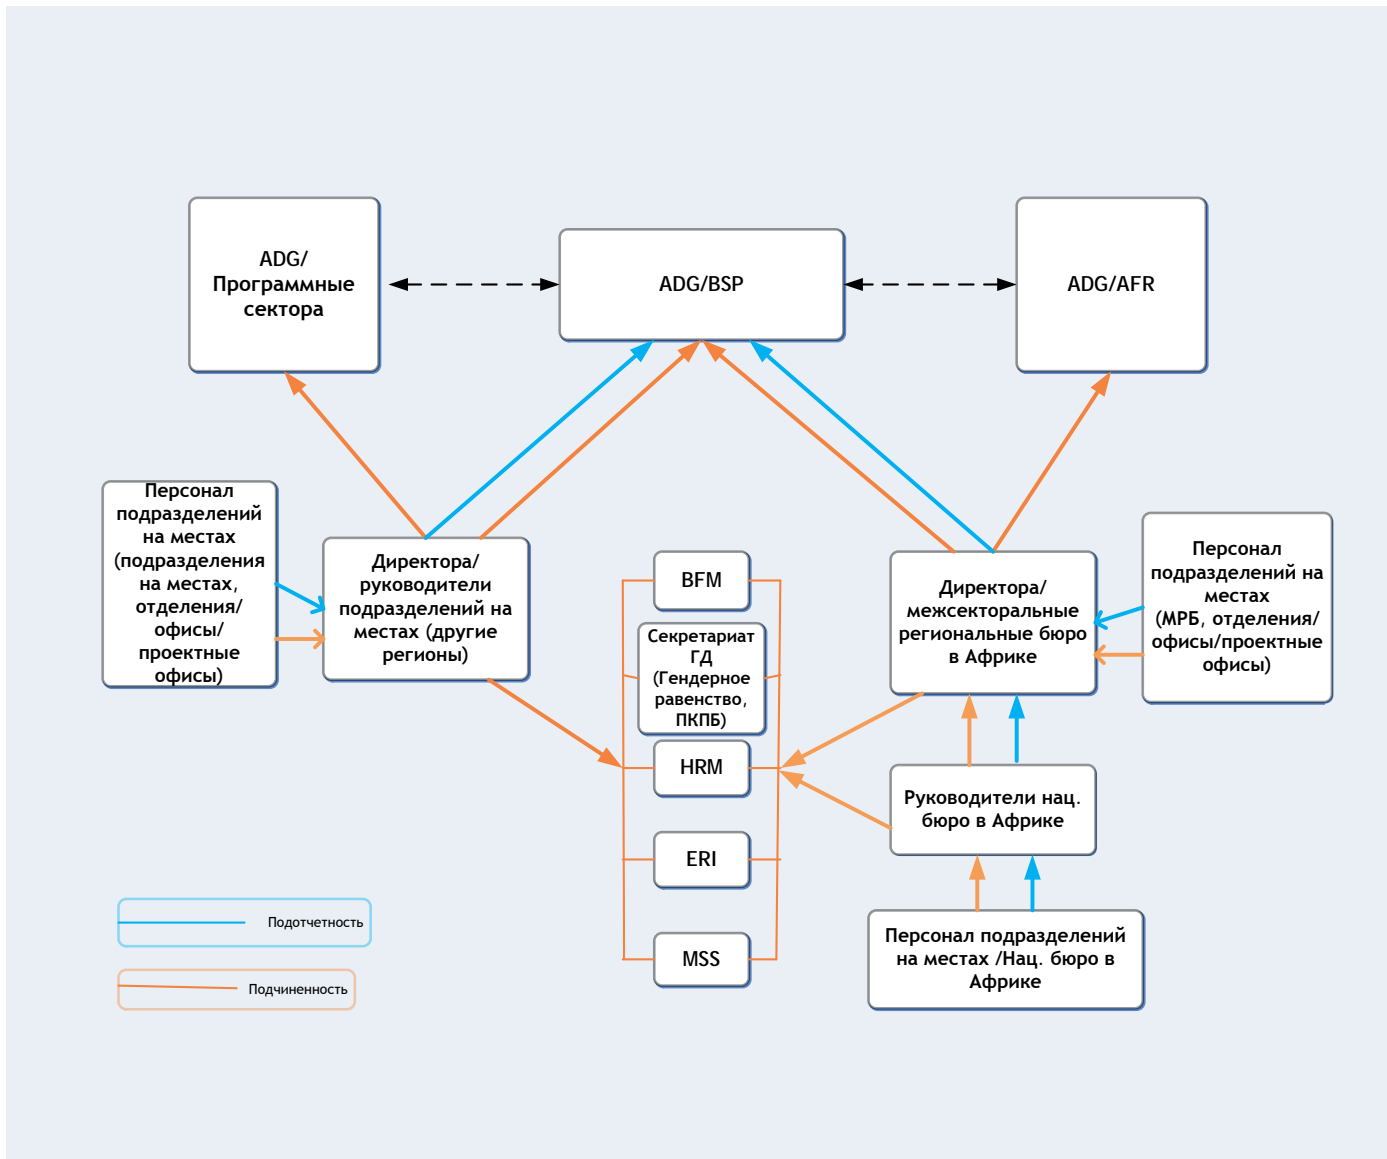 ADG/
Программные
сектора
ADG/BSP
ADG/AFR
Персонал
подразделений
на местах
(подразделения
на местах,
отделения/
офисы/
проектные
офисы)
Директора/
руководители
подразделений на
местах (другие
регионы)
BFM
Секретариат
ГД
(Гендерное
равенство,
ПКПБ)
HRM
ERI
MSS
Директора/
межсекторальные
региональные бюро
в Африке
Персонал
подразделений на
местах
(МРБ, отделения/
офисы/проектные
офисы)
Руководители нац.
бюро в Африке
Персонал подразделений
на местах /Нац. бюро в
Африке
Подотчетность
Подчиненность